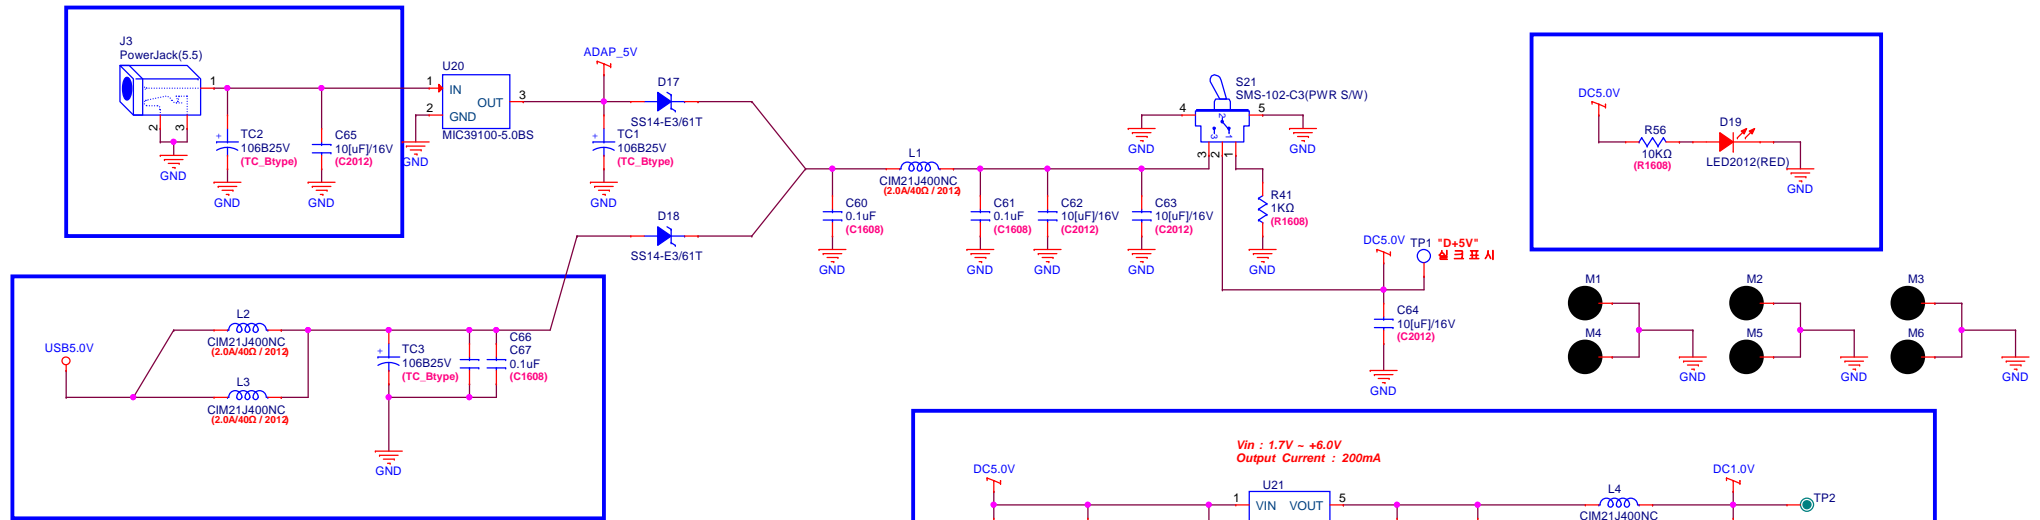 J3
PowerJack(5.5)
1
2
3
GND
+
TC2
106B25V
(TC_Btype)
GND
C65
10[uF]/16V
(C2012)
GND
U20
1
IN
2
GND
OUT
3
MIC39100-5.0BS
GND
ADAP_5V
+
TC1
106B25V
(TC_Btype)
GND
D17
SS14-E3/61T
D18
SS14-E3/61T
C60
0.1uF
(C1608)
GND
L1
CIM21J400NC
(2.0A/40Ω / 2012)
C61
0.1uF
(C1608)
GND
C62
10[uF]/16V
(C2012)
GND
C63
10[uF]/16V
(C2012)
GND
S21
SMS-102-C3(PWR S/W)
4
5
GND
GND
2
3
1
3
2
1
R41
1KΩ
(R1608)
GND
DC5.0V
TP1
"D+5V"
실크표시
C64
10[uF]/16V
(C2012)
GND
DC5.0V
R56
10KΩ
(R1608)
D19
LED2012(RED)
GND
M1
M4
GND
M2
M5
GND
M3
M6
GND
USB5.0V
L2
CIM21J400NC
(2.0A/40Ω / 2012)
L3
CIM21J400NC
(2.0A/40Ω / 2012)
+
TC3
106B25V
(TC_Btype)
C66
C67
0.1uF
(C1608)
GND
Vin : 1.7V ~ +6.0V
Output Current : 200mA
DC5.0V
U21
1
VIN
VOUT
5
L4
CIM21J400NC
DC1.0V
TP2